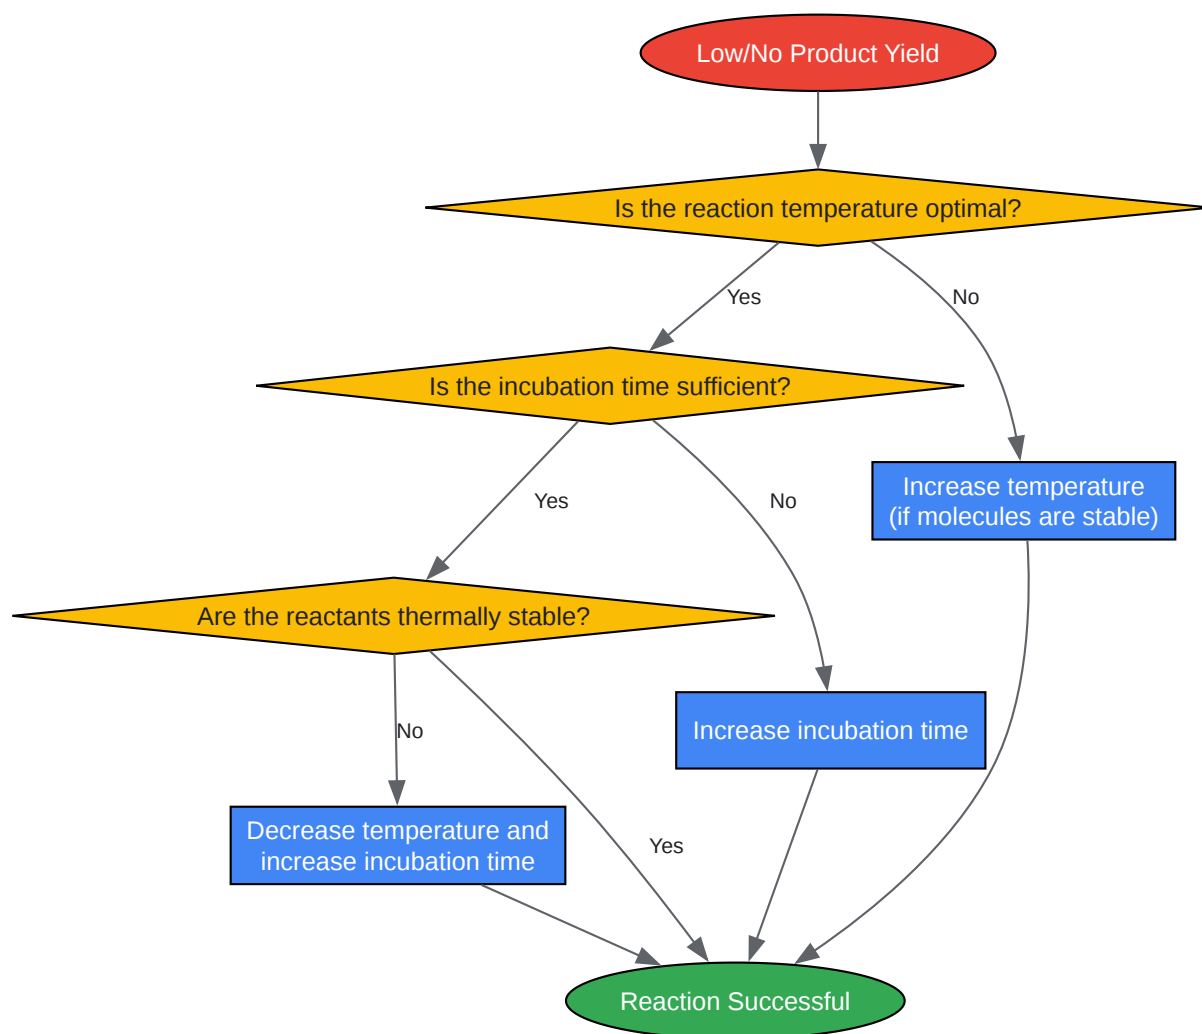 Low/No Product Yield
Is the reaction temperature optimal?
Yes
No
Is the incubation time sufficient?
Increase temperature
(if molecules are stable)
Yes
No
Are the reactants thermally stable?
Increase incubation time
No
Decrease temperature and
increase incubation time
Yes
Reaction Successful